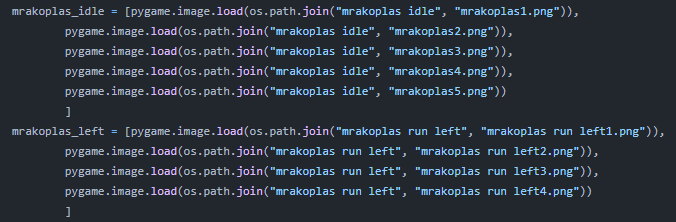 mrakoplas_idle = [pygame.image.load(os.path.join("mrakoplas idle", "mrakoplas1.png")),
pygame.image.load(os.path.join("mrakoplas idle", "mrakoplas2.png")),
pygame.image.load(os.path.join("mrakoplas idle", "mrakoplas3.png")),
pygame.image.load(os.path.join("mrakoplas idle", "mrakoplas4.png")),
pygame.image.load(os.path.join("mrakoplas idle", "mrakoplas5.png"))
]
mrakoplas_left = [pygame.image.load(os.path.join("mrakoplas run left", "mrakoplas run left1.png")),
pygame.image.load(os.path.join("mrakoplas run left", "mrakoplas run left2.png")),
pygame.image.load(os.path.join("mrakoplas run left", "mrakoplas run left3.png")),
pygame.image.load(os.path.join("mrakoplas run left", "mrakoplas run left4.png"))
]